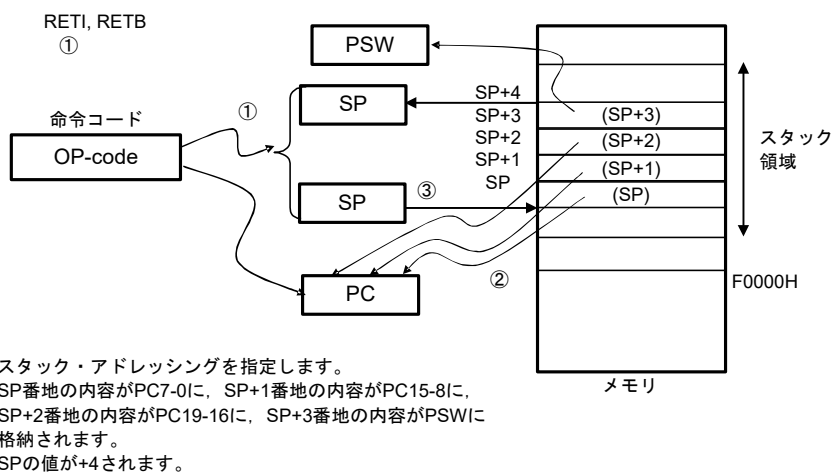 RETI, RETB
①
PSW
SP
SP+4
SP+3
SP+2
SP+1
SP
①
命令コード
OP-code
(SP+3)
(SP+2)
(SP+1)
(SP)
スタック
領域
SP
③
②
PC
F0000H
メモリ
スタック・アドレッシングを指定します。
SP番地の内容がPC7-0に，SP+1番地の内容がPC15-8に，
SP+2番地の内容がPC19-16に，SP+3番地の内容がPSWに
格納されます。
SPの値が+4されます。